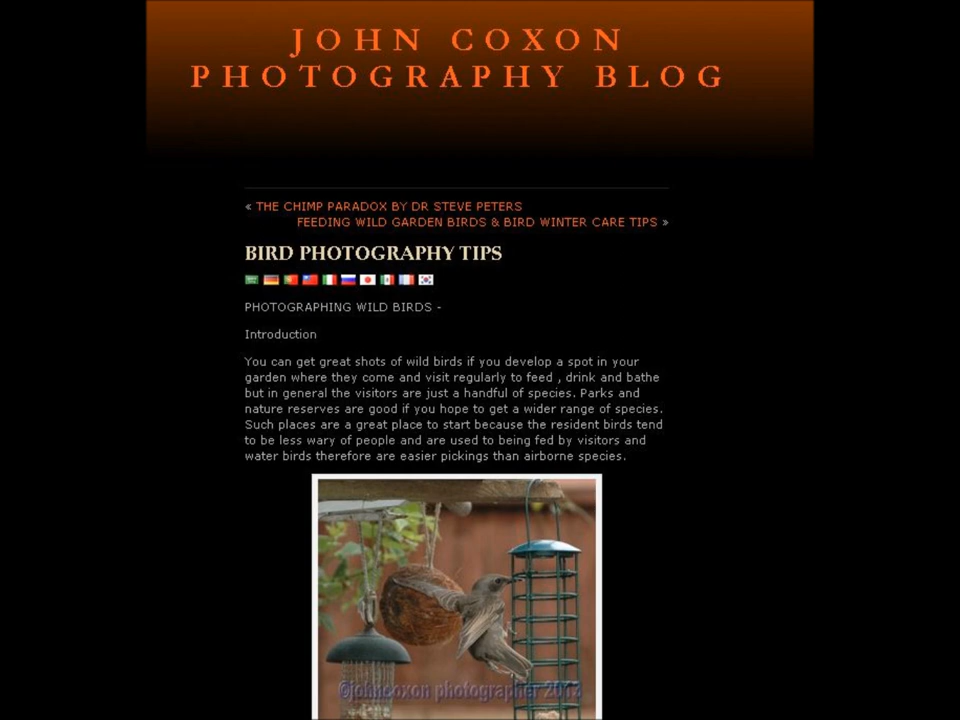 JOHN COXON
PHOTOGRAPHY BLOG
« THE CHIMP PARADOX BY DR STEVE PETERS
FEEDING WILD GARDEN BIRDS & BIRD WINTER CARE TIPS »
BIRD PHOTOGRAPHY TIPS
PHOTOGRAPHING WILD BIRDS -
Introduction
You can get great shots of wild birds if you develop a spot in your
garden where they come and visit regularly to feed , drink and bathe
but in general the visitors are just a handful of species. Parks and
nature reserves are good if you hope to get a wider range of species.
Such places are a great place to start because the resident birds tend
to be less wary of people and are used to being fed by visitors and
water birds therefore are easier pickings than airborne species.
©johncoxon photographer 2013